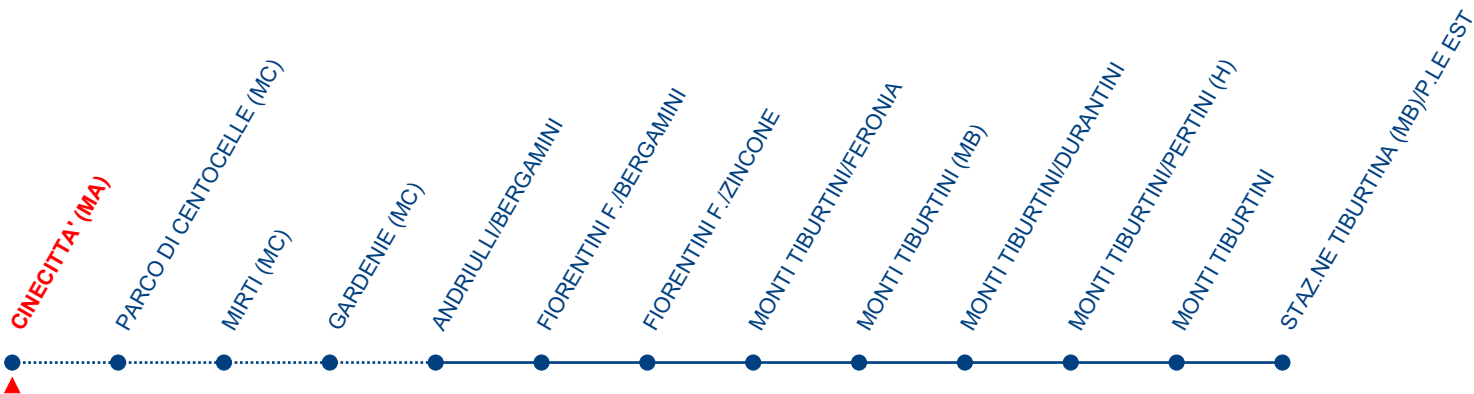 CINECITTA' (MA)
PARCO DI CENTOCELLE (MC)
MIRTI (MC)
GARDENIE (MC)
ANDRIULLI/BERGAMINI
FIORENTINI F./BERGAMINI
FIORENTINI F./ZINCONE
MONTI TIBURTINI/FERONIA
MONTI TIBURTINI (MB)
MONTI TIBURTINI/DURANTINI
MONTI TIBURTINI/PERTINI (H)
MONTI TIBURTINI
STAZ.NE TIBURTINA (MB)/P.LE EST